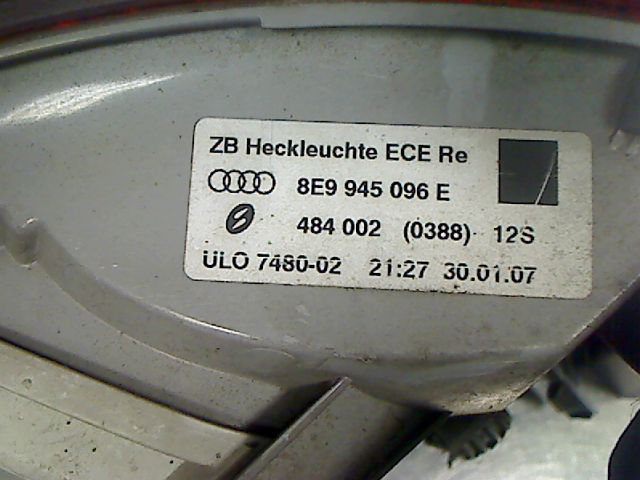 ZB Heckleuchte ECE Re
8E9 945 096 E
484 002 (0388) 12S
ULO 7480-02 21:27 30.01.07